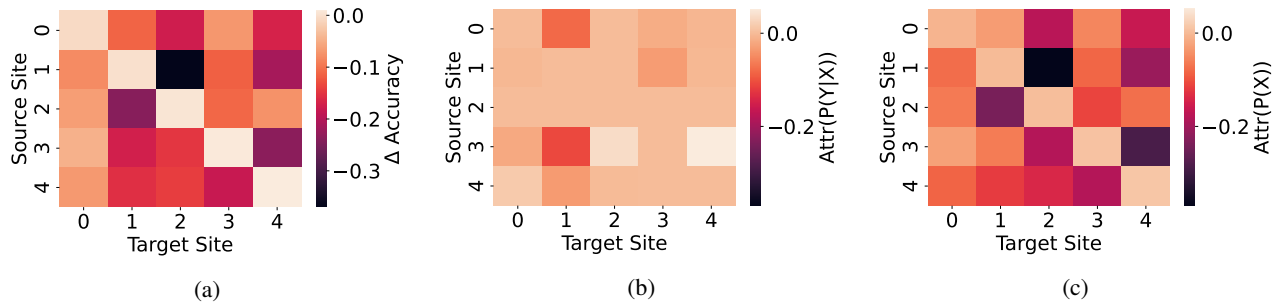 0
1
2
3
4
Source Site
0 1 2 3 4
Target Site
0.0
−0.1
−0.2
−0.3
Δ Accuracy
(a)
0
1
2
3
4
Source Site
0 1 2 3 4
Target Site
0.0
−0.2
Attr(P(Y|X))
(b)
0
1
2
3
4
Source Site
0 1 2 3 4
Target Site
0.0
−0.2
Attr(P(X))
(c)